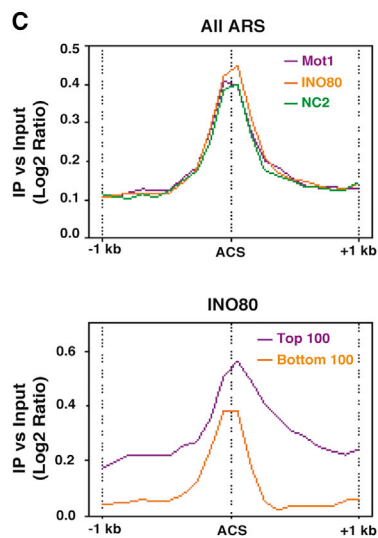 C
All ARS
IP vs Input
(Log2 Ratio)
0.5
0.4
0.3
0.2
0.1
0.0
Mot1
INO80
NC2
-1 kb
ACS
+1 kb
INO80
IP vs Input
(Log2 Ratio)
0.6
0.4
0.2
0.0
Top 100
Bottom 100
-1 kb
ACS
+1 kb